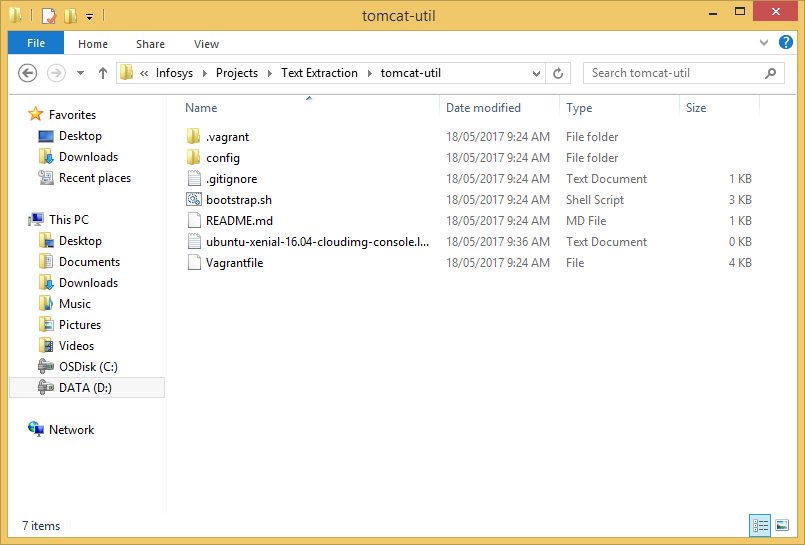 tomcat-util
File Home Share View
« Infosys Projects Text Extraction tomcat-util Search tomcat-util
Name Date modified Type Size
Favorites
Desktop
Downloads
Recent places
This PC
Desktop
Documents
Downloads
Music
Pictures
Videos
OSDisk (C:)
DATA (D:)
Network
.vagrant 18/05/2017 9:24 AM File folder
config 18/05/2017 9:24 AM File folder
.gitignore 18/05/2017 9:24 AM Text Document 1 KB
bootstrap.sh 18/05/2017 9:24 AM Shell Script 3 KB
README.md 18/05/2017 9:24 AM MD File 1 KB
ubuntu-xenial-16.04-cloudimg-console.l... 18/05/2017 9:36 AM Text Document 0 KB
Vagrantfile 18/05/2017 9:24 AM File 4 KB
7 items